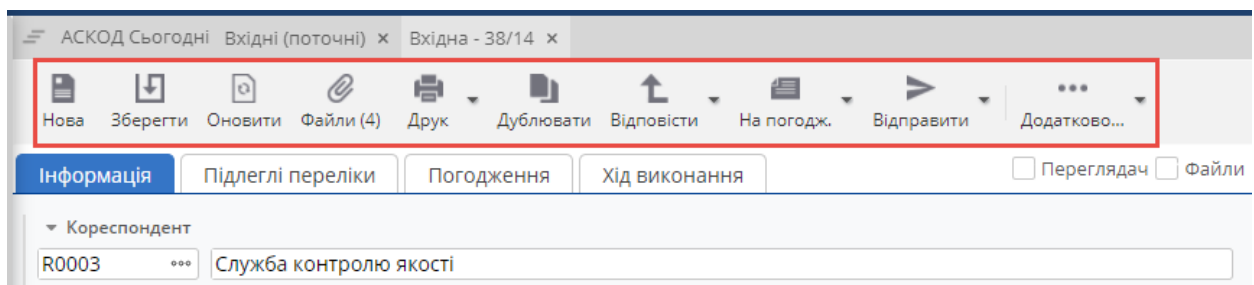 АСКОД Сьогодні Вхідні (поточні) × Вхідна - 38/14 ×
Нова Зберегти Оновити Файли (4) Друк Дублювати Відповісти На погодж. Відправити Додатково...
Інформація Підлеглі переліки Погодження Хід виконання Переглядач Файли
Кореспондент
R0003 Служба контролю якості